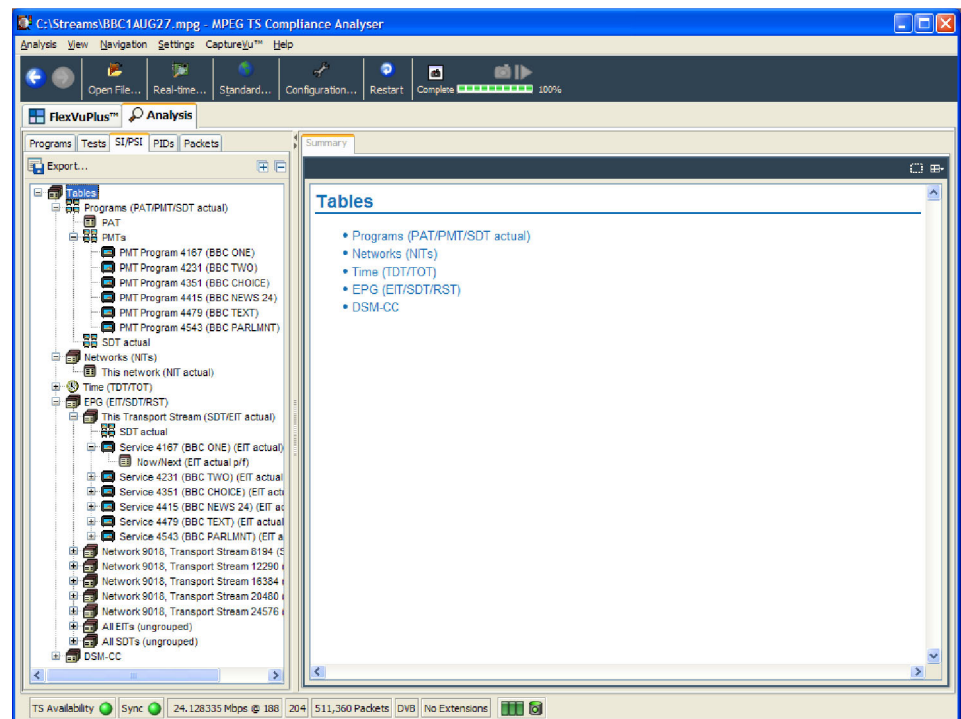 C:\Streams\BBC1AUG27.mpg - MPEG TS Compliance Analyser
Analysis View Navigation Settings CaptureVu™ Help
Open File... Real-time... Standard... Configuration... Restart Complete 100%
FlexVuPlus™ Analysis
Programs Tests SI/PSI PIDs Packets
Summary
Export...
Tables
Programs (PAT/PMT/SDT actual)
PAT
PMTs
PMT Program 4167 (BBC ONE)
PMT Program 4231 (BBC TWO)
PMT Program 4351 (BBC CHOICE)
PMT Program 4415 (BBC NEWS 24)
PMT Program 4479 (BBC TEXT)
PMT Program 4543 (BBC PARLMNT)
SDT actual
Networks (NITs)
This network (NIT actual)
Time (TDT/TOT)
EPG (EIT/SDT/RST)
This Transport Stream (SDT/EIT actual)
SDT actual
Service 4167 (BBC ONE) (EIT actual)
Now/Next (EIT actual p/f)
Service 4231 (BBC TWO) (EIT actual
Service 4351 (BBC CHOICE) (EIT actu
Service 4415 (BBC NEWS 24) (EIT ac
Service 4479 (BBC TEXT) (EIT actual
Service 4543 (BBC PARLMNT) (EIT a
Network 9018, Transport Stream 8194 (S
Network 9018, Transport Stream 12290
Network 9018, Transport Stream 16384
Network 9018, Transport Stream 20480
Network 9018, Transport Stream 24576
All EITs (ungrouped)
All SDTs (ungrouped)
DSM-CC
Tables
• Programs (PAT/PMT/SDT actual)
• Networks (NITs)
• Time (TDT/TOT)
• EPG (EIT/SDT/RST)
• DSM-CC
TS Availability Sync 24.128335 Mbps @ 188 204 511,360 Packets DVB No Extensions